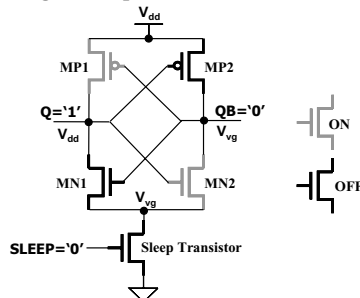 Vdd
MP1
MP2
Q='1'
QB='0'
Vdd
Vvg
ON
MN1
MN2
Vvg
OFF
SLEEP='0'
Sleep Transistor